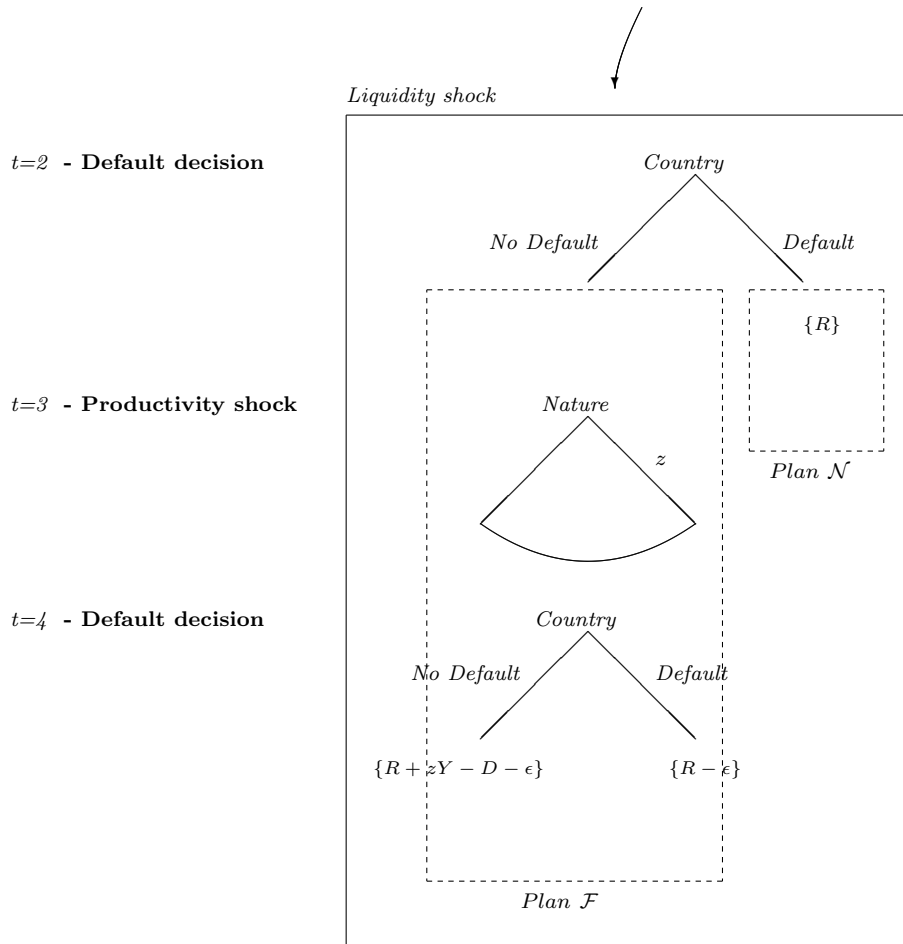 Liquidity shock
t=2 - Default decision
Country
No Default
Default
{R}
t=3 - Productivity shock
Nature
z
Plan 𝒩
t=4 - Default decision
Country
No Default
Default
{R + zY − D − ϵ}
{R − ϵ}
Plan ℱ